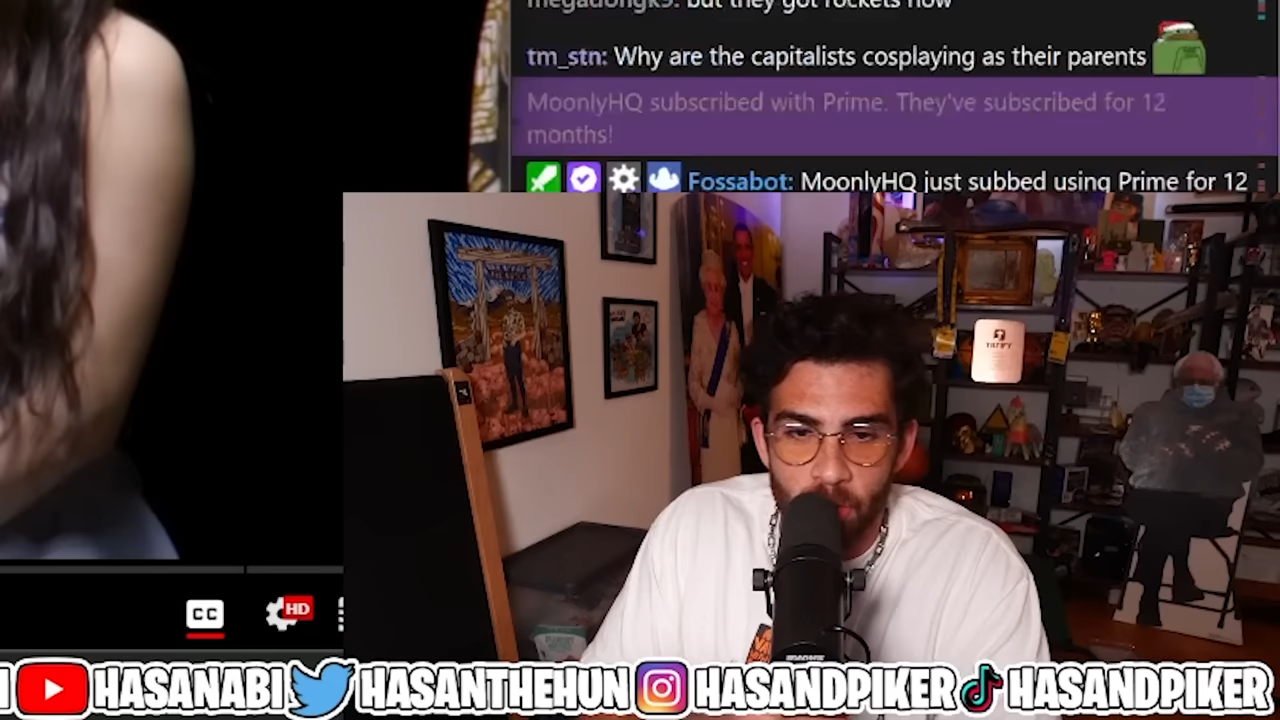 megadongk9: but they got rockets now
tm_stn: Why are the capitalists cosplaying as their parents
MoonlyHQ subscribed with Prime. They've subscribed for 12
months!
Fossabot: MoonlyHQ just subbed using Prime for 12
TILTIFY
CC
HD
HASANABI HASANTHEHUN HASANDPIKER HASANDPIKER